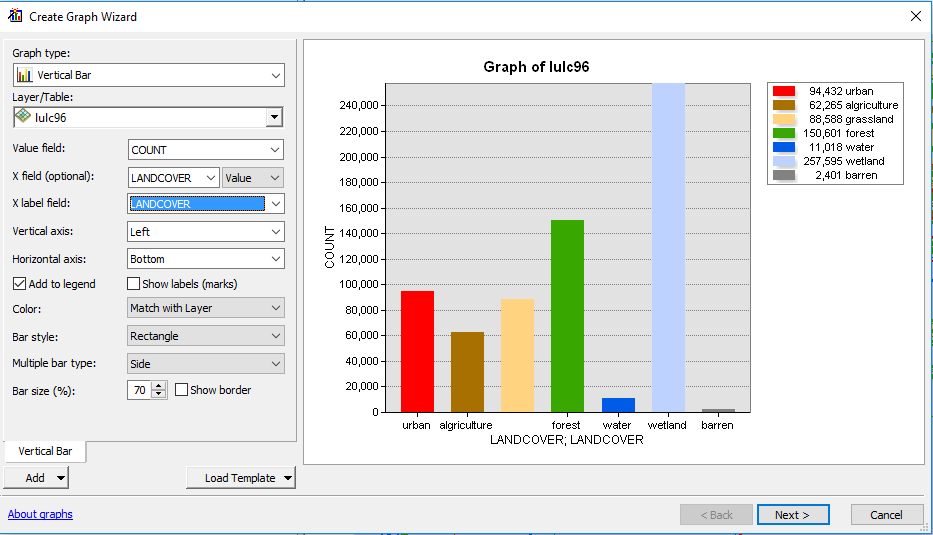 Create Graph Wizard
Graph type:
Vertical Bar
Layer/Table:
lulc96
Value field:
COUNT
X field (optional):
LANDCOVER
Value
X label field:
LANDCOVER
Vertical axis:
Left
Horizontal axis:
Bottom
Add to legend
Show labels (marks)
Color:
Match with Layer
Bar style:
Rectangle
Multiple bar type:
Side
Bar size (%):
70
Show border
Vertical Bar
Add
Load Template
Graph of lulc96
240,000
220,000
200,000
180,000
160,000
140,000
120,000
100,000
80,000
60,000
40,000
20,000
0
COUNT
urban algriculture forest water wetland barren
LANDCOVER; LANDCOVER
94,432 urban
62,265 algriculture
88,588 grassland
150,601 forest
11,018 water
257,595 wetland
2,401 barren
About graphs
< Back
Next >
Cancel